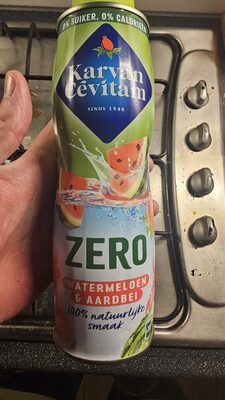 0% SUIKER, 0% CALORIEËN
Karvan
Cévitam
SINDS 1948
ZERO
WATERMELOEN
& AARDBEI
100% natuurlijke
smaak